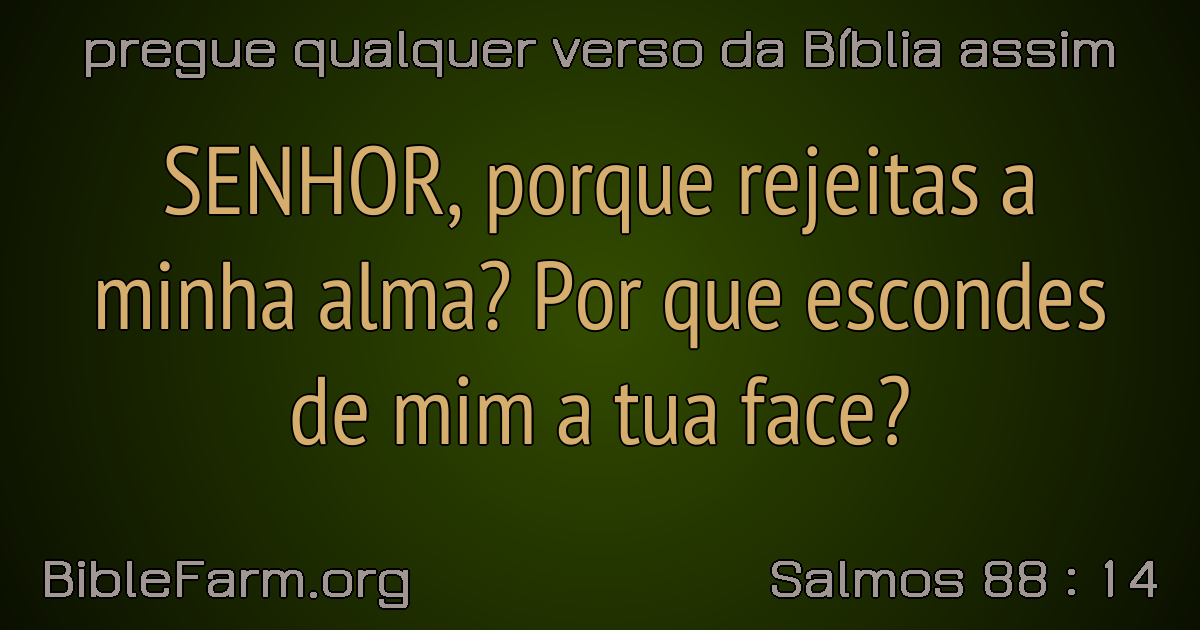 pregue qualquer verso da Bíblia assim
SENHOR, porque rejeitas a
minha alma? Por que escondes
de mim a tua face?
BibleFarm.org
Salmos 88 : 14